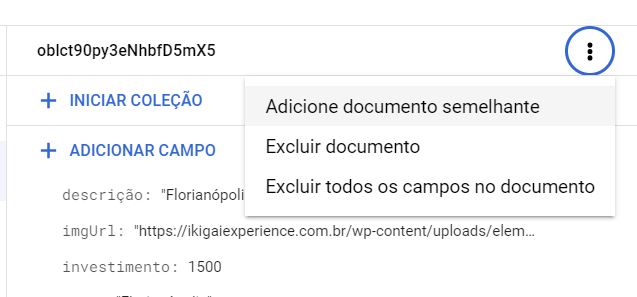 oblct90py3eNhbfD5mX5
INICIAR COLEÇÃO
Adicione documento semelhante
ADICIONAR CAMPO
Excluir documento
Excluir todos os campos no documento
descrição: "Florianópoli
imgUrl: "https://ikigaiexperience.com.br/wp-content/uploads/elem…
investimento: 1500